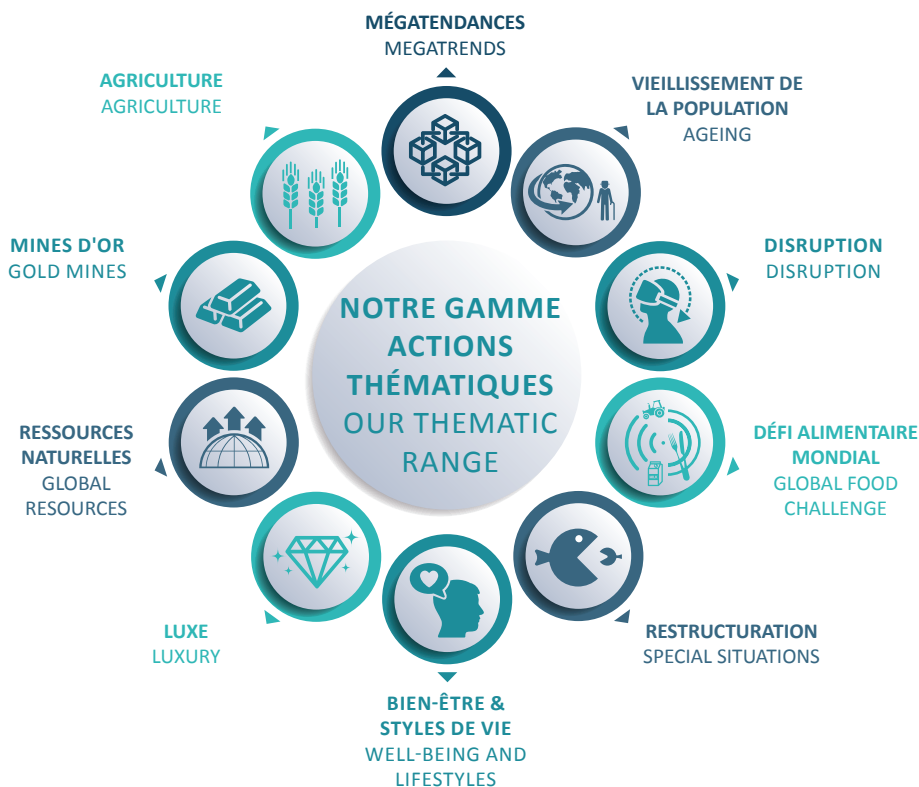 MÉGATENDANCES
MEGATRENDS
VIEILLISSEMENT DE
LA POPULATION
AGEING
DISRUPTION
DISRUPTION
DÉFI ALIMENTAIRE
MONDIAL
GLOBAL FOOD
CHALLENGE
RESTRUCTURATION
SPECIAL SITUATIONS
BIEN-ÊTRE &
STYLES DE VIE
WELL-BEING AND
LIFESTYLES
LUXE
LUXURY
RESSOURCES
NATURELLES
GLOBAL
RESOURCES
MINES D'OR
GOLD MINES
AGRICULTURE
AGRICULTURE
NOTRE GAMME
ACTIONS
THÉMATIQUES
OUR THEMATIC
RANGE